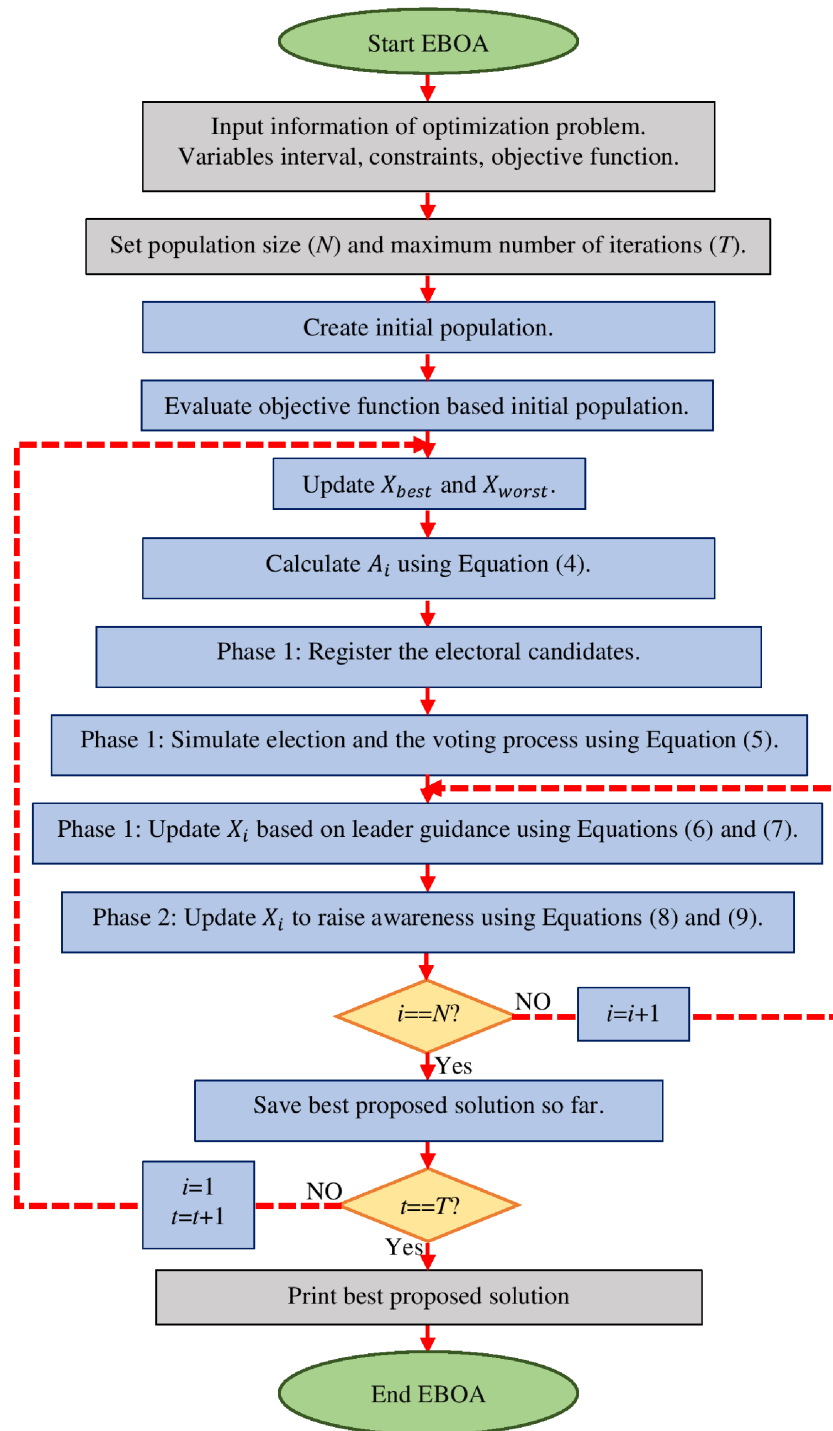 Start EBOA
Input information of optimization problem.
Variables interval, constraints, objective function.
Set population size (N) and maximum number of iterations (T).
Create initial population.
Evaluate objective function based initial population.
Update X_best and X_worst.
Calculate A_i using Equation (4).
Phase 1: Register the electoral candidates.
Phase 1: Simulate election and the voting process using Equation (5).
Phase 1: Update X_i based on leader guidance using Equations (6) and (7).
Phase 2: Update X_i to raise awareness using Equations (8) and (9).
i==N?
NO
i=i+1
Yes
Save best proposed solution so far.
i=1
t=t+1
NO
t==T?
Yes
Print best proposed solution
End EBOA